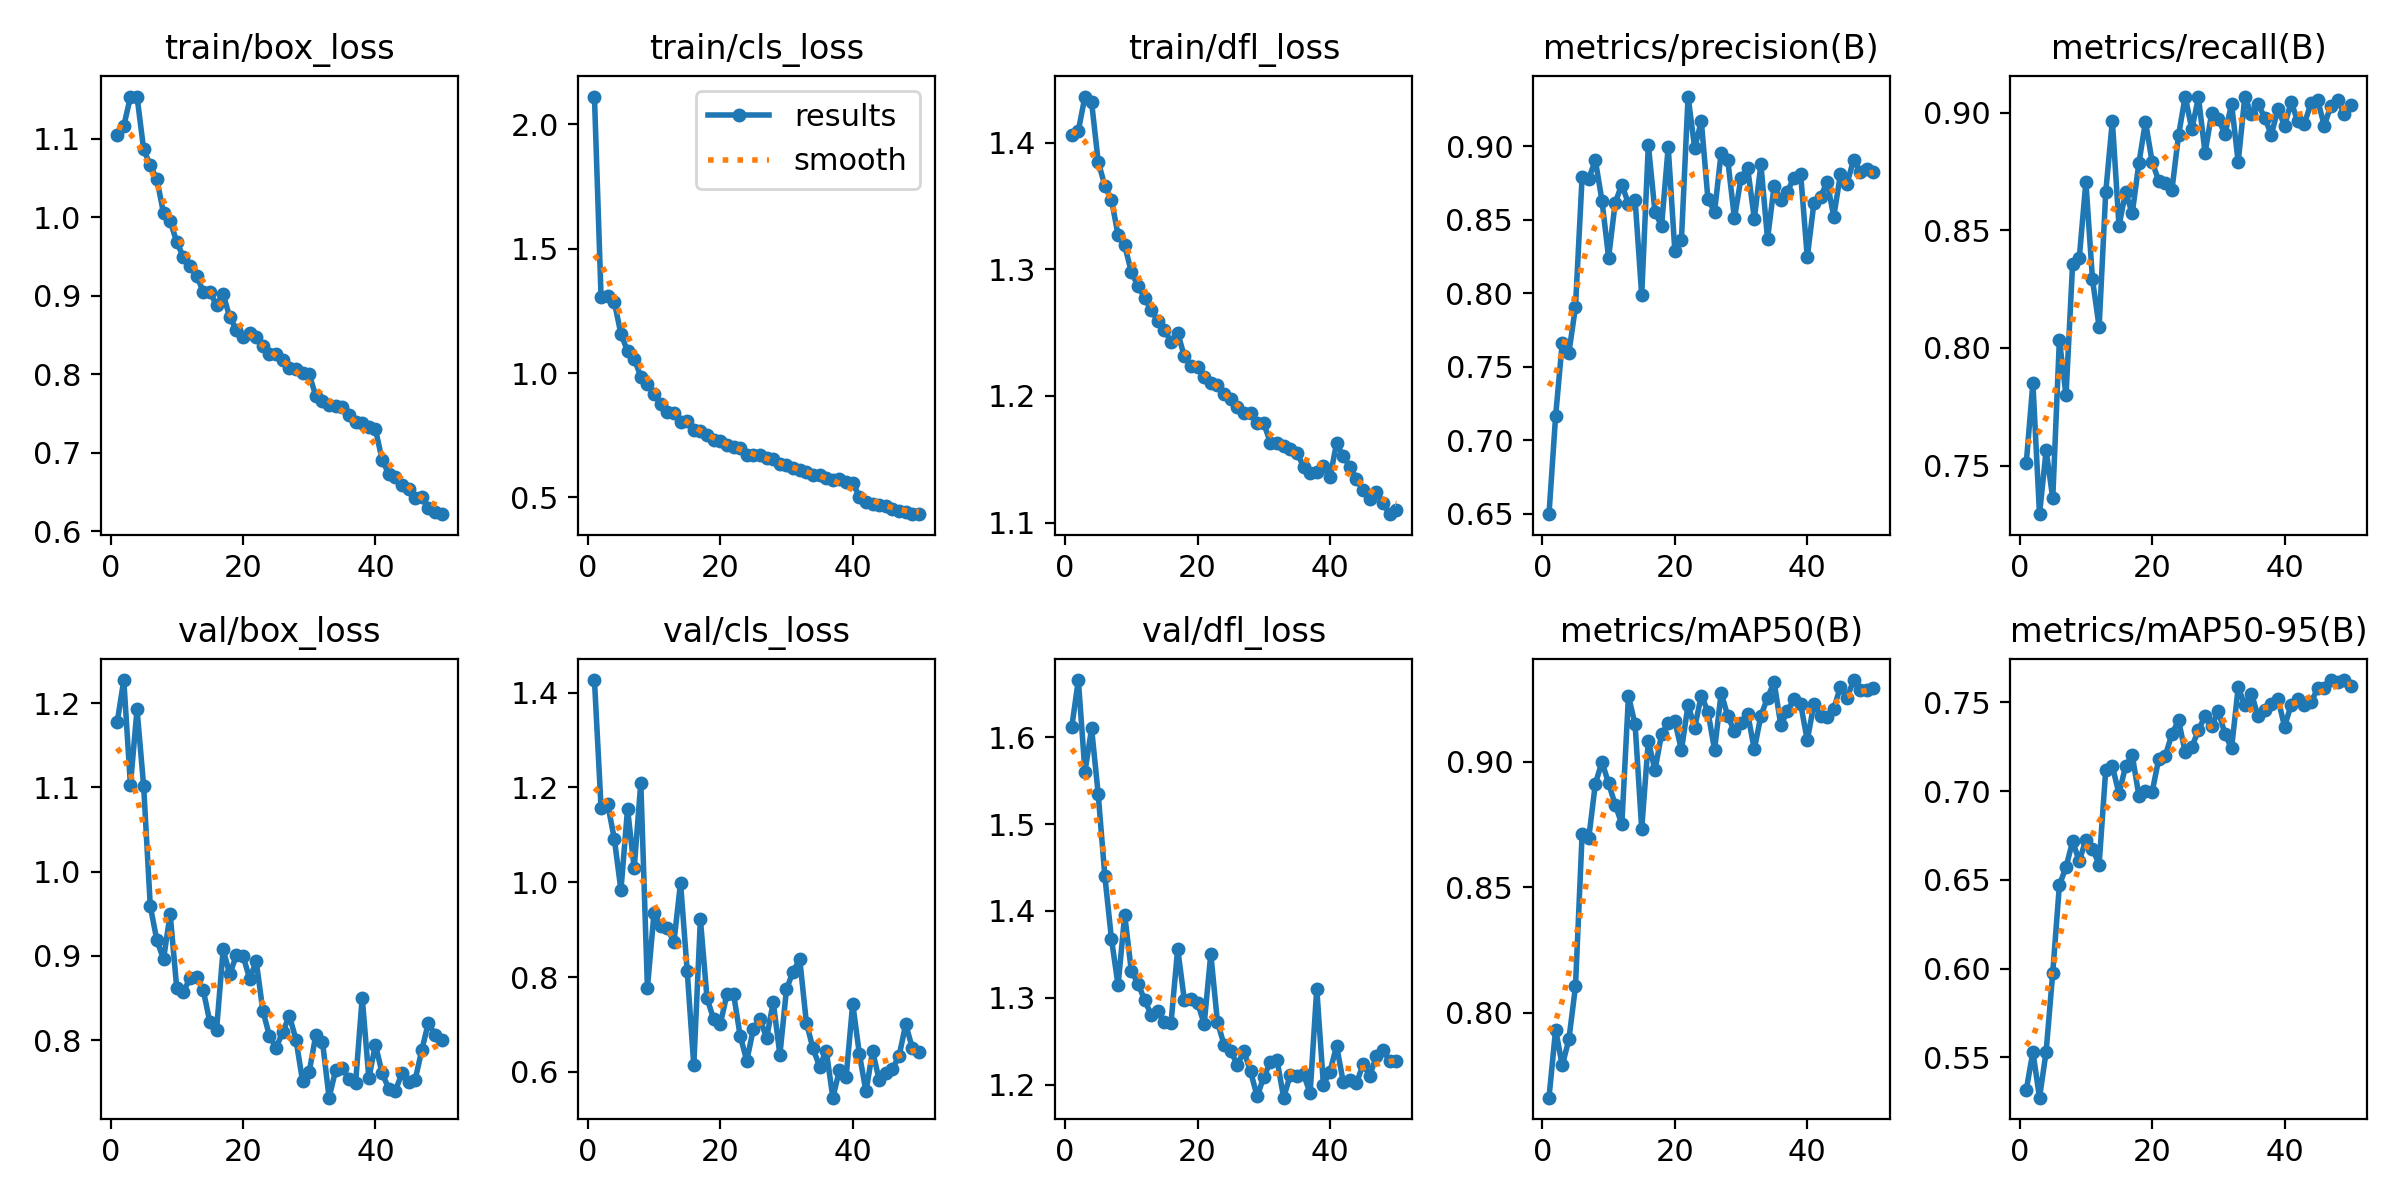 train/box_loss
1.1
1.0
0.9
0.8
0.7
0.6
0 20 40
train/cls_loss
results
smooth
2.0
1.5
1.0
0.5
0 20 40
train/dfl_loss
1.4
1.3
1.2
1.1
0 20 40
metrics/precision(B)
0.90
0.85
0.80
0.75
0.70
0.65
0 20 40
metrics/recall(B)
0.90
0.85
0.80
0.75
0 20 40
val/box_loss
1.2
1.1
1.0
0.9
0.8
0 20 40
val/cls_loss
1.4
1.2
1.0
0.8
0.6
0 20 40
val/dfl_loss
1.6
1.5
1.4
1.3
1.2
0 20 40
metrics/mAP50(B)
0.90
0.85
0.80
0 20 40
metrics/mAP50-95(B)
0.75
0.70
0.65
0.60
0.55
0 20 40